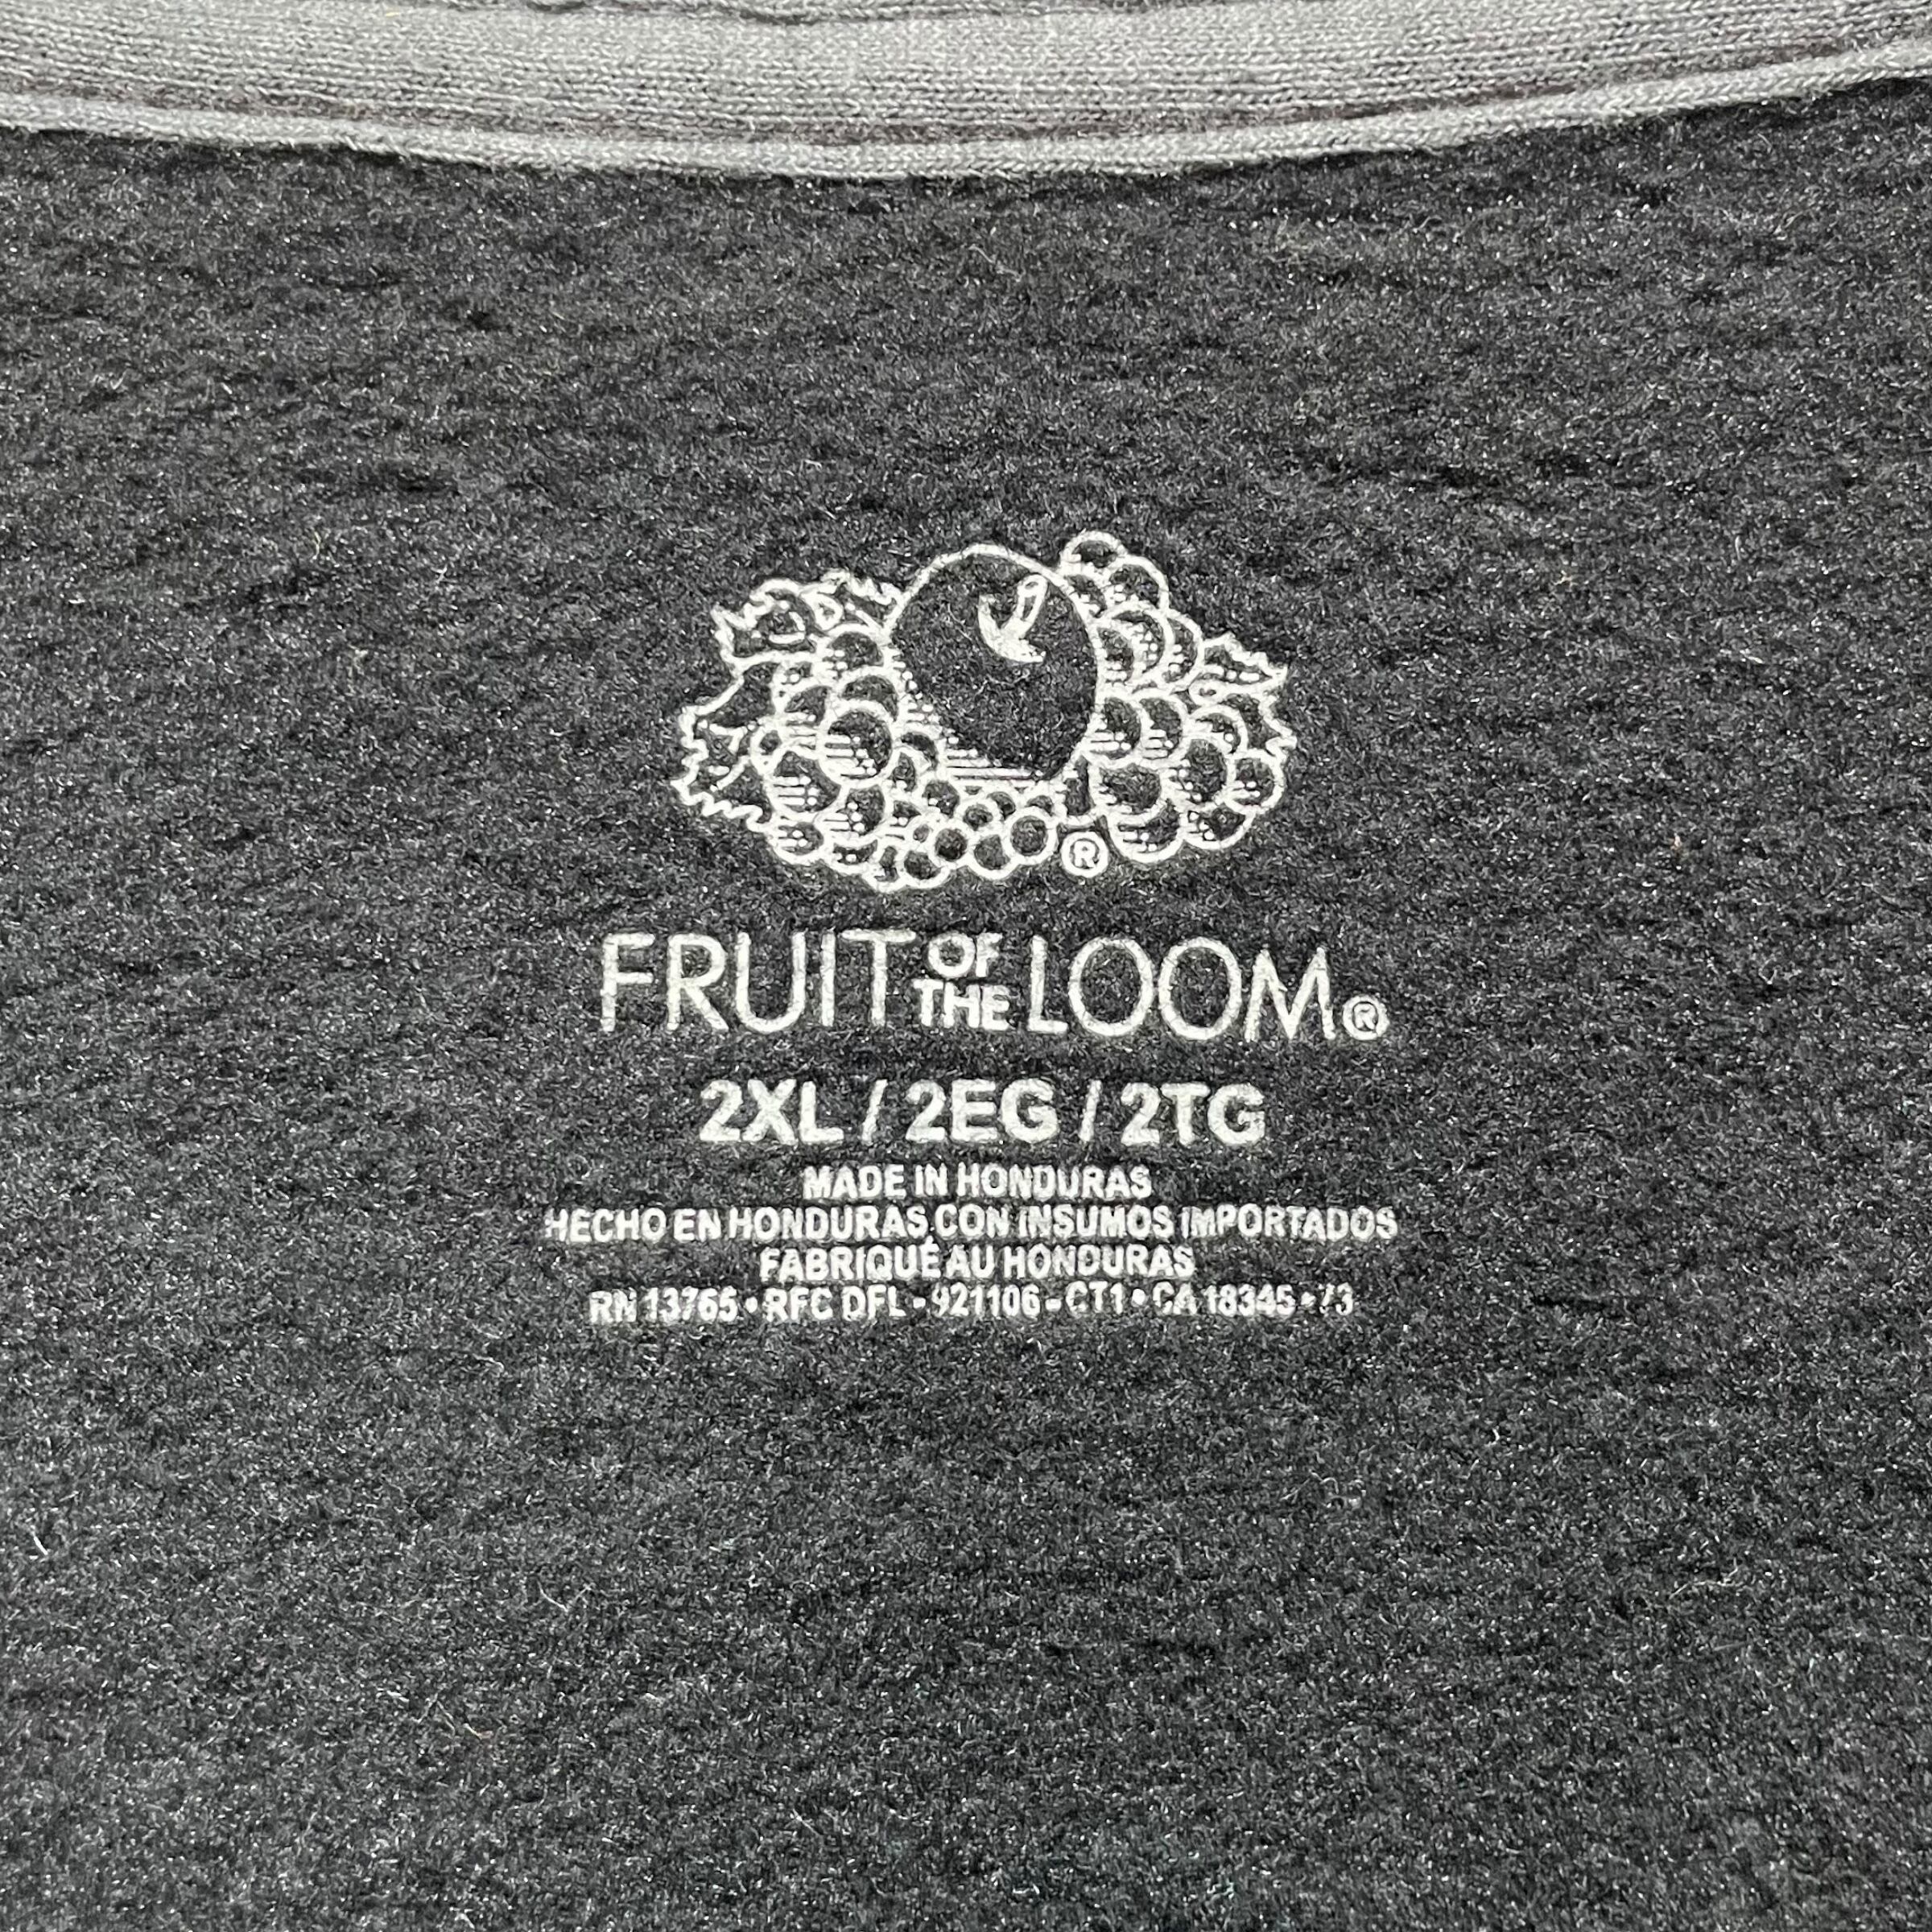 ®
FRUIT OF THE LOOM®
2XL / 2EG / 2TG
MADE IN HONDURAS
HECHO EN HONDURAS CON INSUMOS IMPORTADOS
FABRIQUÉ AU HONDURAS
RN 13765 • RFC DFL - 921106 - CT1 • CA 18345 • 73